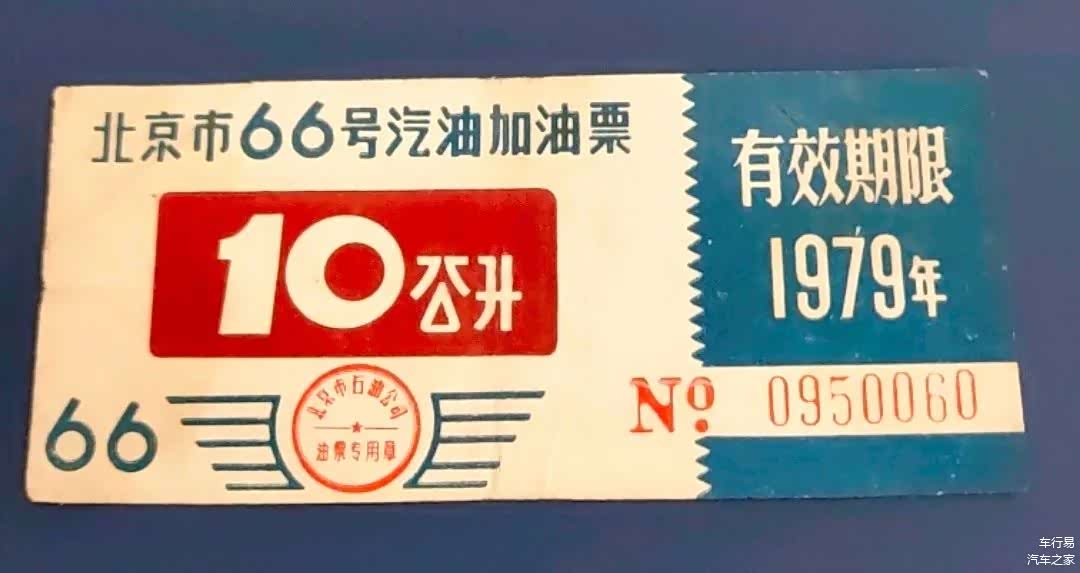 北京市66号汽油加油票
10公升
66
北京市石油公司
油票专用章
有效期限
1979年
Nº 0950060
车行易
汽车之家